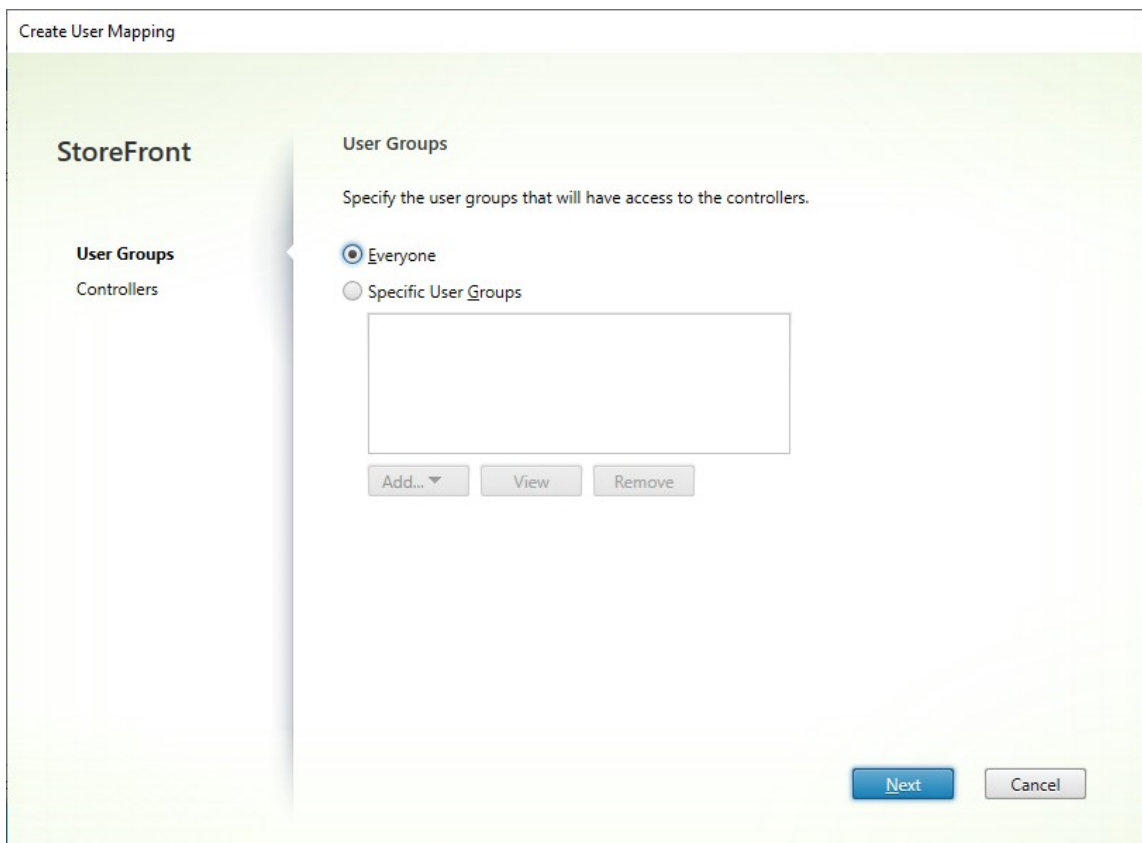 Create User Mapping
StoreFront
User Groups
Controllers
User Groups
Specify the user groups that will have access to the controllers.
Everyone
Specific User Groups
Add...
View
Remove
Next
Cancel